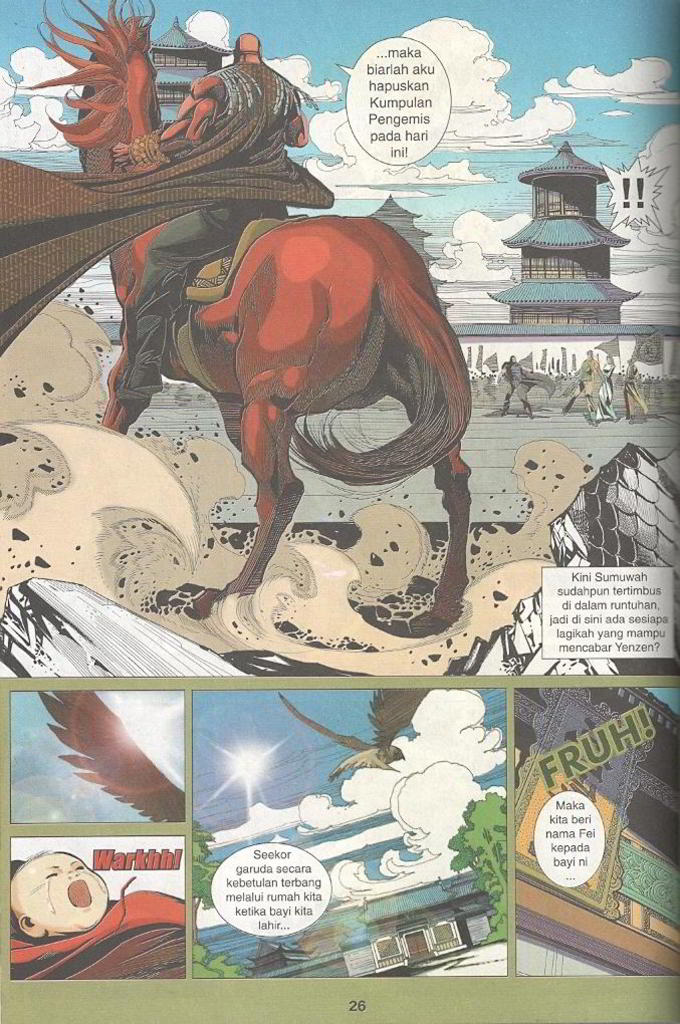 ...maka
biarlah aku
hapuskan
Kumpulan
Pengemis
pada hari
ini!
!!
Kini Sumuwah
sudahpun tertimbus
di dalam runtuhan,
jadi di sini ada sesiapa
lagikah yang mampu
mencabar Yenzen?
Warkhh!
Seekor
garuda secara
kebetulan terbang
melalui rumah kita
ketika bayi kita
lahir...
FRUH!
Maka
kita beri
nama Fei
kepada
bayi ni
...
26